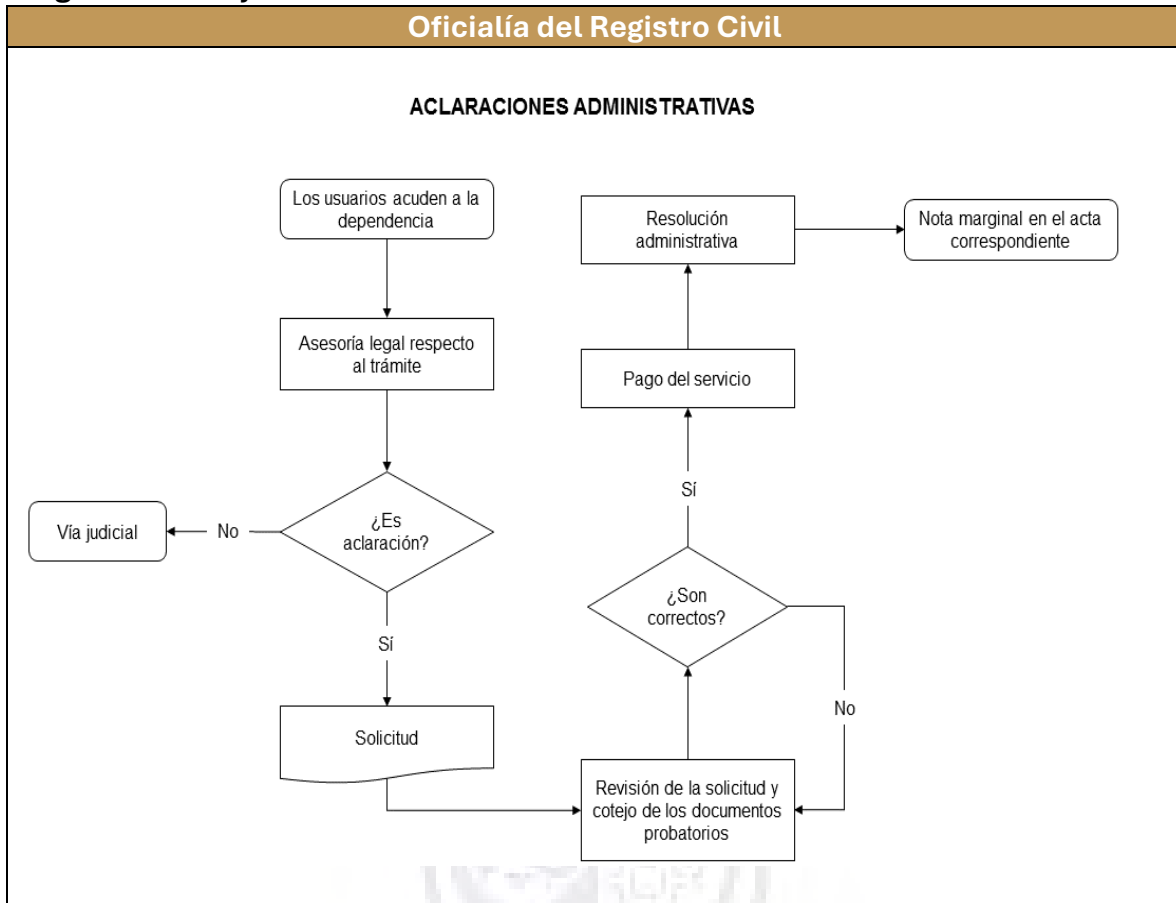 Oficialía del Registro Civil
ACLARACIONES ADMINISTRATIVAS
Los usuarios acuden a la
dependencia
Asesoría legal respecto
al trámite
¿Es
aclaración?
No
Vía judicial
Sí
Solicitud
Revisión de la solicitud y
cotejo de los documentos
probatorios
¿Son
correctos?
No
Sí
Pago del servicio
Resolución
administrativa
Nota marginal en el acta
correspondiente